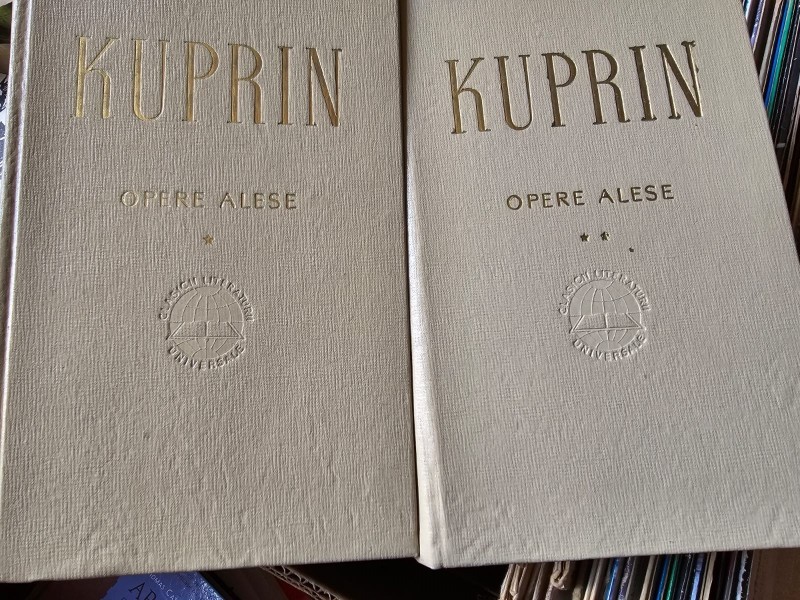 KUPRIN
OPERE ALESE
*
CLASICII LITERATURII
UNIVERSALE
KUPRIN
OPERE ALESE
**
CLASICII LITERATURII
UNIVERSALE